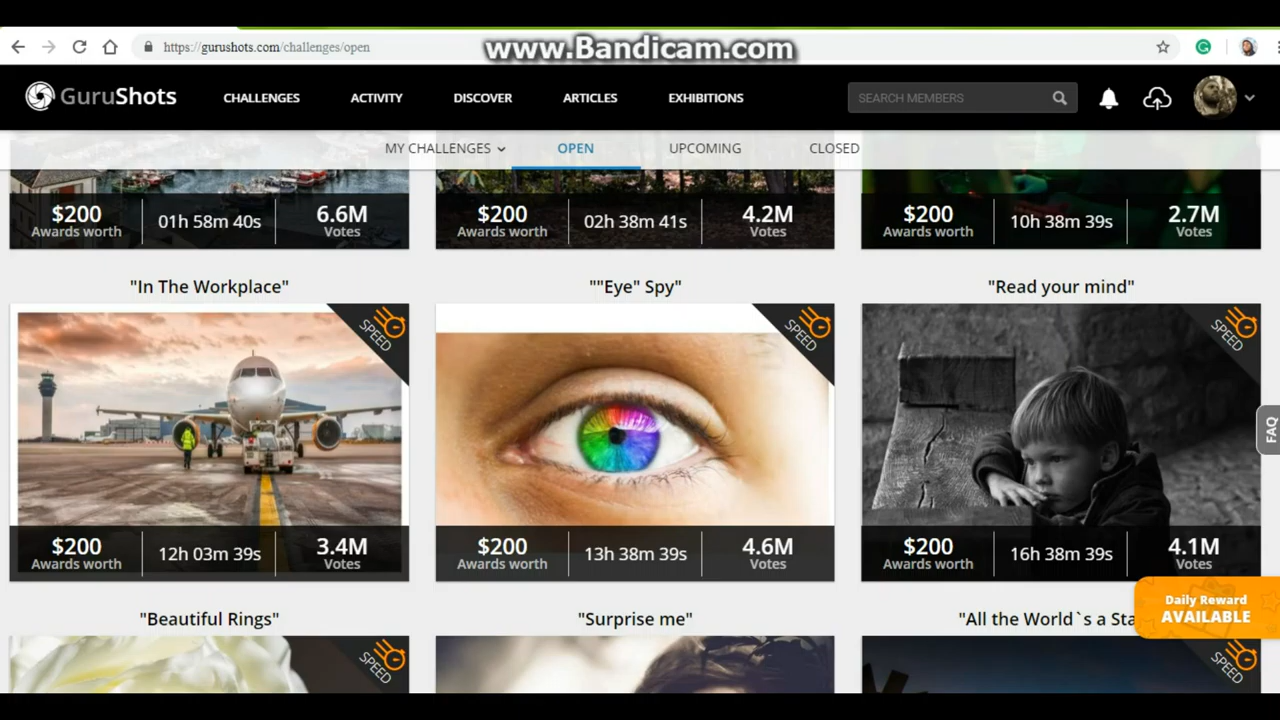 https://gurushots.com/challenges/open
www.Bandicam.com
GuruShots
CHALLENGES
ACTIVITY
DISCOVER
ARTICLES
EXHIBITIONS
SEARCH MEMBERS
MY CHALLENGES
OPEN
UPCOMING
CLOSED
$200
Awards worth
01h 58m 40s
6.6M
Votes
$200
Awards worth
02h 38m 41s
4.2M
Votes
$200
Awards worth
10h 38m 39s
2.7M
Votes
"In The Workplace"
""Eye" Spy"
"Read your mind"
SPEED
SPEED
SPEED
FAQ
$200
Awards worth
12h 03m 39s
3.4M
Votes
$200
Awards worth
13h 38m 39s
4.6M
Votes
$200
Awards worth
16h 38m 39s
4.1M
Votes
Daily Reward
AVAILABLE
"Beautiful Rings"
"Surprise me"
"All the World`s a Sta
SPEED
SPEED